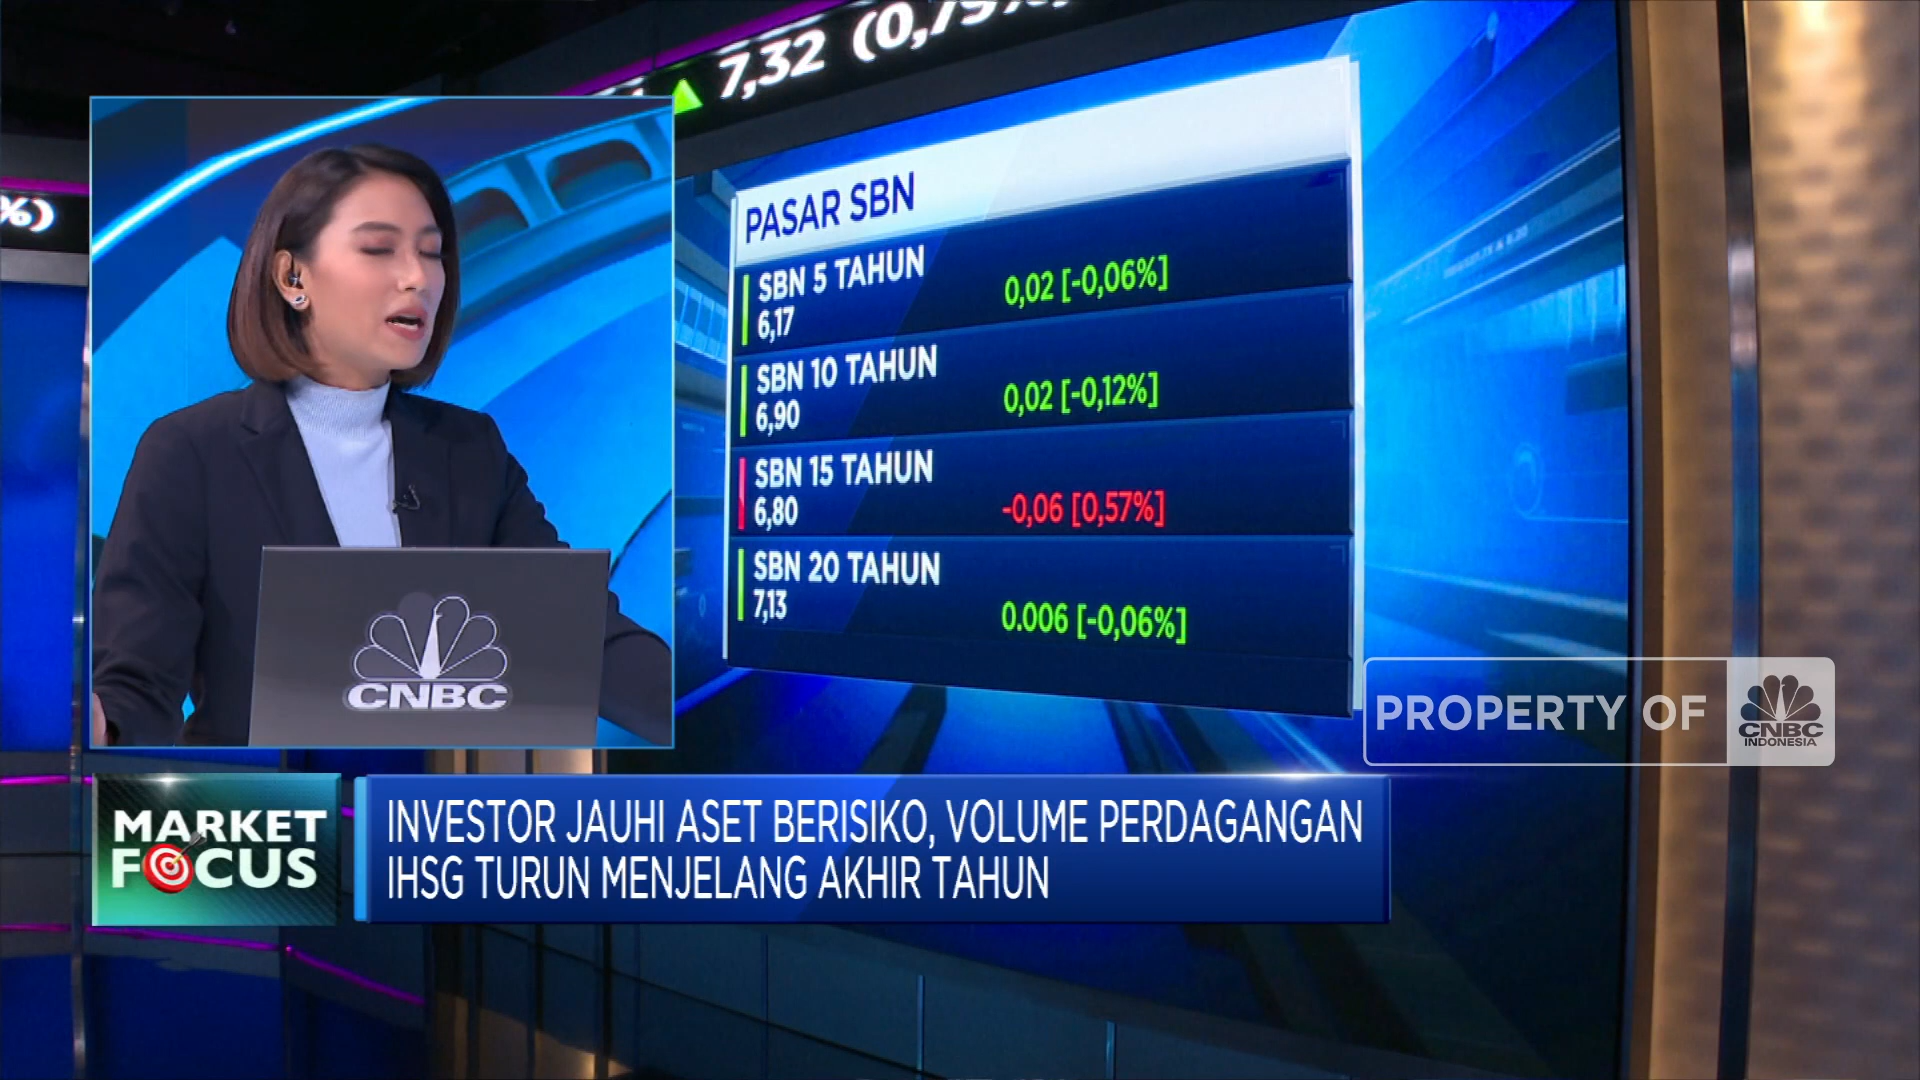 7,32 (0,79%)
%)
PASAR SBN
SBN 5 TAHUN
6,17
0,02 [-0,06%]
SBN 10 TAHUN
6,90
0,02 [-0,12%]
SBN 15 TAHUN
6,80
-0,06 [0,57%]
SBN 20 TAHUN
7,13
0.006 [-0,06%]
CNBC
PROPERTY OF
CNBC
INDONESIA
MARKET
FOCUS
INVESTOR JAUHI ASET BERISIKO, VOLUME PERDAGANGAN
IHSG TURUN MENJELANG AKHIR TAHUN